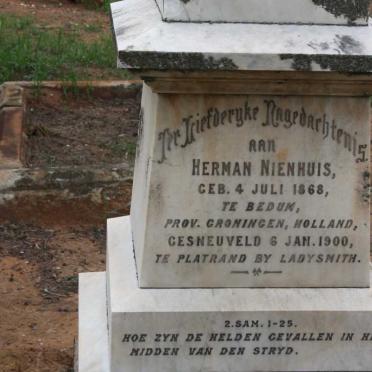 Ter Liefderyke Nagedachtenis
AAN
HERMAN NIENHUIS,
GEB. 4 JULI 1868,
TE BEDUM,
PROV. GRONINGEN, HOLLAND,
GESNEUVELD 6 JAN. 1900,
TE PLATRAND BY LADYSMITH.
2.SAM. 1-25.
HOE ZYN DE HELDEN GEVALLEN IN H
MIDDEN VAN DEN STRYD.